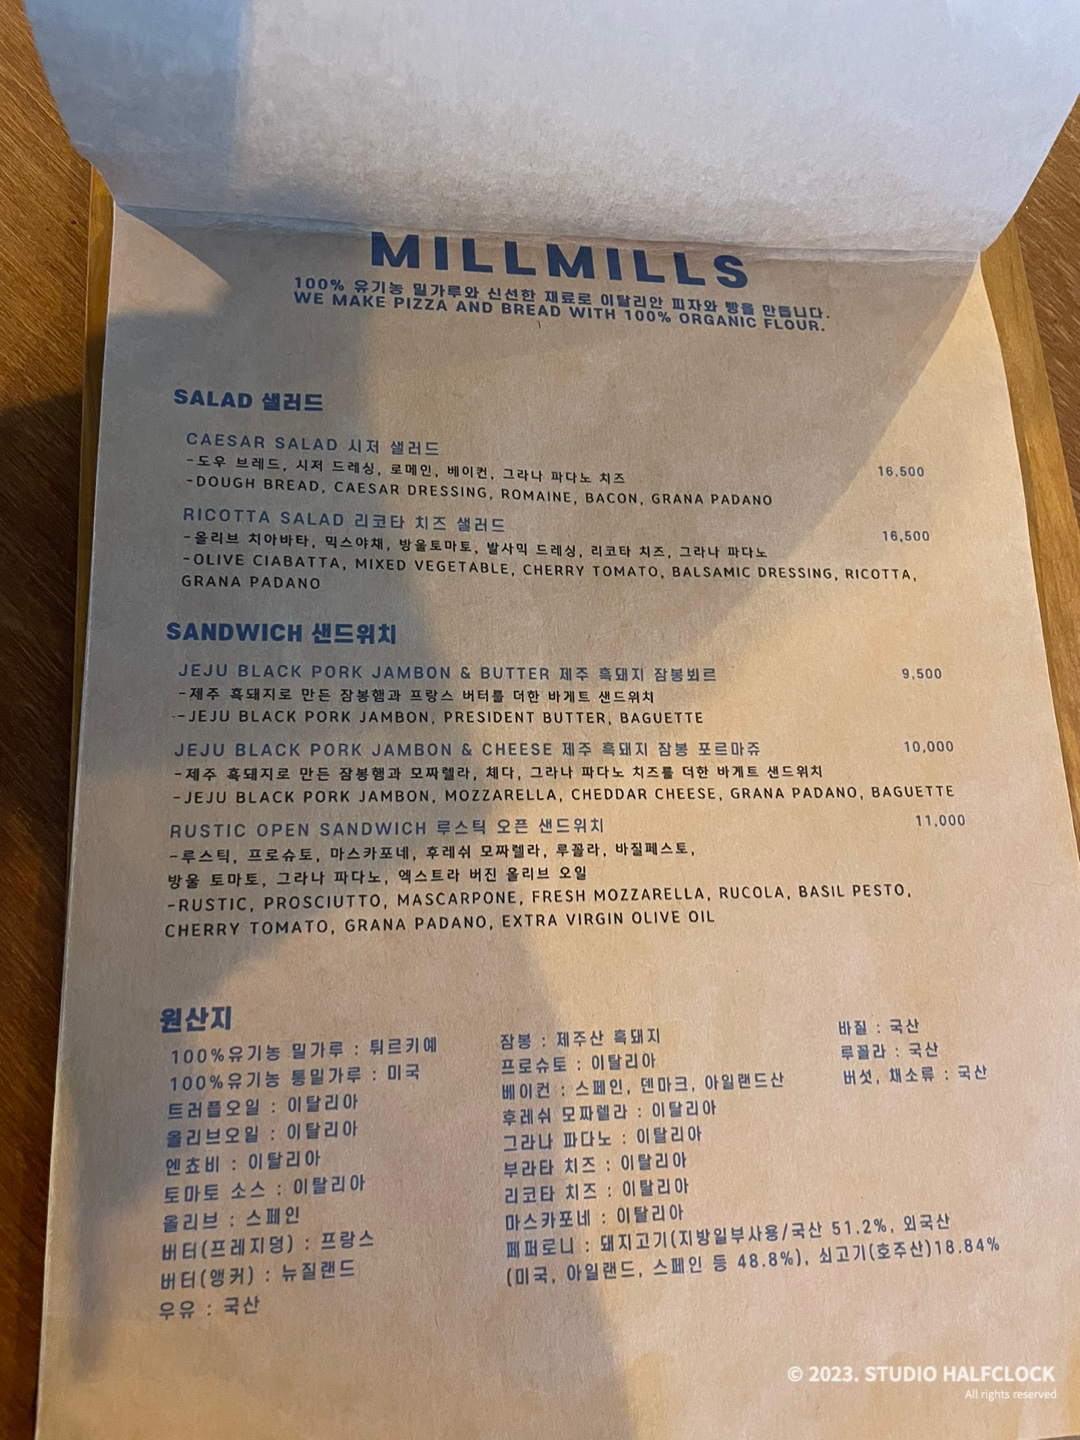 MILLMILLS
100% 유기농 밀가루와 신선한 재료로 이탈리안 피자와 빵을 만듭니다.
WE MAKE PIZZA AND BREAD WITH 100% ORGANIC FLOUR.
SALAD 샐러드
CAESAR SALAD 시저 샐러드
-도우 브레드, 시저 드레싱, 로메인, 베이컨, 그라나 파다노 치즈 16,500
-DOUGH BREAD, CAESAR DRESSING, ROMAINE, BACON, GRANA PADANO
RICOTTA SALAD 리코타 치즈 샐러드
-올리브 치아바타, 믹스야채, 방울토마토, 발사믹 드레싱, 리코타 치즈, 그라나 파다노 16,500
-OLIVE CIABATTA, MIXED VEGETABLE, CHERRY TOMATO, BALSAMIC DRESSING, RICOTTA,
GRANA PADANO
SANDWICH 샌드위치
JEJU BLACK PORK JAMBON & BUTTER 제주 흑돼지 잠봉뵈르 9,500
-제주 흑돼지로 만든 잠봉햄과 프랑스 버터를 더한 바게트 샌드위치
-JEJU BLACK PORK JAMBON, PRESIDENT BUTTER, BAGUETTE
JEJU BLACK PORK JAMBON & CHEESE 제주 흑돼지 잠봉 포르마쥬 10,000
-제주 흑돼지로 만든 잠봉햄과 모짜렐라, 체다, 그라나 파다노 치즈를 더한 바게트 샌드위치
-JEJU BLACK PORK JAMBON, MOZZARELLA, CHEDDAR CHEESE, GRANA PADANO, BAGUETTE
RUSTIC OPEN SANDWICH 루스틱 오픈 샌드위치 11,000
-루스틱, 프로슈토, 마스카포네, 후레쉬 모짜렐라, 루꼴라, 바질페스토,
방울 토마토, 그라나 파다노, 엑스트라 버진 올리브 오일
-RUSTIC, PROSCIUTTO, MASCARPONE, FRESH MOZZARELLA, RUCOLA, BASIL PESTO,
CHERRY TOMATO, GRANA PADANO, EXTRA VIRGIN OLIVE OIL
원산지
100%유기농 밀가루 : 튀르키예
100%유기농 통밀가루 : 미국
트러플오일 : 이탈리아
올리브오일 : 이탈리아
엔쵸비 : 이탈리아
토마토 소스 : 이탈리아
올리브 : 스페인
버터(프레지덩) : 프랑스
버터(앵커) : 뉴질랜드
우유 : 국산
잠봉 : 제주산 흑돼지
프로슈토 : 이탈리아
베이컨 : 스페인, 덴마크, 아일랜드산
후레쉬 모짜렐라 : 이탈리아
그라나 파다노 : 이탈리아
부라타 치즈 : 이탈리아
리코타 치즈 : 이탈리아
마스카포네 : 이탈리아
페퍼로니 : 돼지고기(지방일부사용/국산 51.2%, 외국산
(미국, 아일랜드, 스페인 등 48.8%), 쇠고기(호주산)18.84%
바질 : 국산
루꼴라 : 국산
버섯, 채소류 : 국산
© 2023. STUDIO HALFCLOCK
All rights reserved